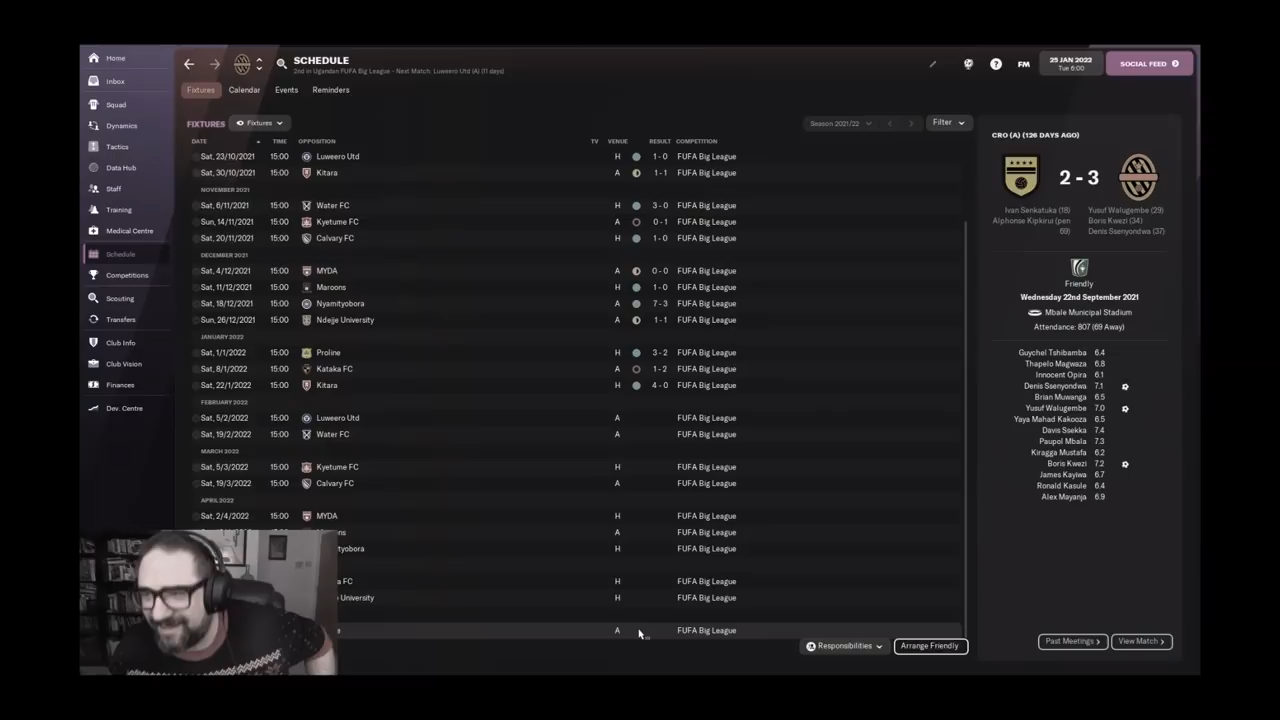 Home
Inbox
Squad
Dynamics
Tactics
Data Hub
Staff
Training
Medical Centre
Schedule
Competitions
Scouting
Transfers
Club Info
Club Vision
Finances
Dev. Centre
SCHEDULE
2nd in Ugandan FUFA Big League - Next Match: Luweero Utd (A) (11 days)
FM
25 JAN 2022
Tue 6:00
SOCIAL FEED
Fixtures Calendar Events Reminders
FIXTURES Fixtures Season 2021/22 Filter
DATE TIME OPPOSITION TV VENUE RESULT COMPETITION
Sat, 23/10/2021 15:00 Luweero Utd H 1 - 0 FUFA Big League
Sat, 30/10/2021 15:00 Kitara A 1 - 1 FUFA Big League
NOVEMBER 2021
Sat, 6/11/2021 15:00 Water FC H 3 - 0 FUFA Big League
Sun, 14/11/2021 15:00 Kyetume FC A 0 - 1 FUFA Big League
Sat, 20/11/2021 15:00 Calvary FC H 1 - 0 FUFA Big League
DECEMBER 2021
Sat, 4/12/2021 15:00 MYDA A 0 - 0 FUFA Big League
Sat, 11/12/2021 15:00 Maroons H 1 - 0 FUFA Big League
Sat, 18/12/2021 15:00 Nyamityobora A 7 - 3 FUFA Big League
Sun, 26/12/2021 15:00 Ndejje University A 1 - 1 FUFA Big League
JANUARY 2022
Sat, 1/1/2022 15:00 Proline H 3 - 2 FUFA Big League
Sat, 8/1/2022 15:00 Kataka FC A 1 - 2 FUFA Big League
Sat, 22/1/2022 15:00 Kitara H 4 - 0 FUFA Big League
FEBRUARY 2022
Sat, 5/2/2022 15:00 Luweero Utd A FUFA Big League
Sat, 19/2/2022 15:00 Water FC A FUFA Big League
MARCH 2022
Sat, 5/3/2022 15:00 Kyetume FC H FUFA Big League
Sat, 19/3/2022 15:00 Calvary FC A FUFA Big League
APRIL 2022
Sat, 2/4/2022 15:00 MYDA H FUFA Big League
A FUFA Big League
H FUFA Big League
FC H FUFA Big League
University H FUFA Big League
A FUFA Big League
Responsibilities Arrange Friendly
CRO (A) (126 DAYS AGO)
2 - 3
Ivan Senkatuka (18)
Alphonse Kipkirui (pen
69)
Yusuf Walugembe (29)
Boris Kwezi (34)
Denis Ssenyondwa (37)
Friendly
Wednesday 22nd September 2021
Mbale Municipal Stadium
Attendance: 807 (69 Away)
Guychel Tshibamba 6.4
Thapelo Magwaza 6.8
Innocent Opira 6.1
Denis Ssenyondwa 7.1
Brian Muwanga 6.5
Yusuf Walugembe 7.0
Yaya Mahad Kakooza 6.5
Davis Ssekka 7.4
Paupol Mbala 7.3
Kiragga Mustafa 6.2
Boris Kwezi 7.2
James Kayiwa 6.7
Ronald Kasule 6.4
Alex Mayanja 6.9
Past Meetings View Match